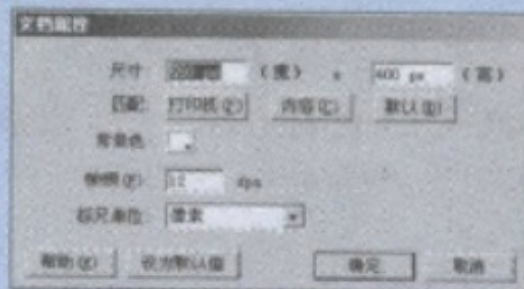 文档属性
尺寸: （宽） x 400 px （高）
匹配: 打印机(P) 内容(C) 默认(D)
背景色:
帧频(F): 12 fps
标尺单位: 像素
帮助(H) 设为默认值 确定 取消